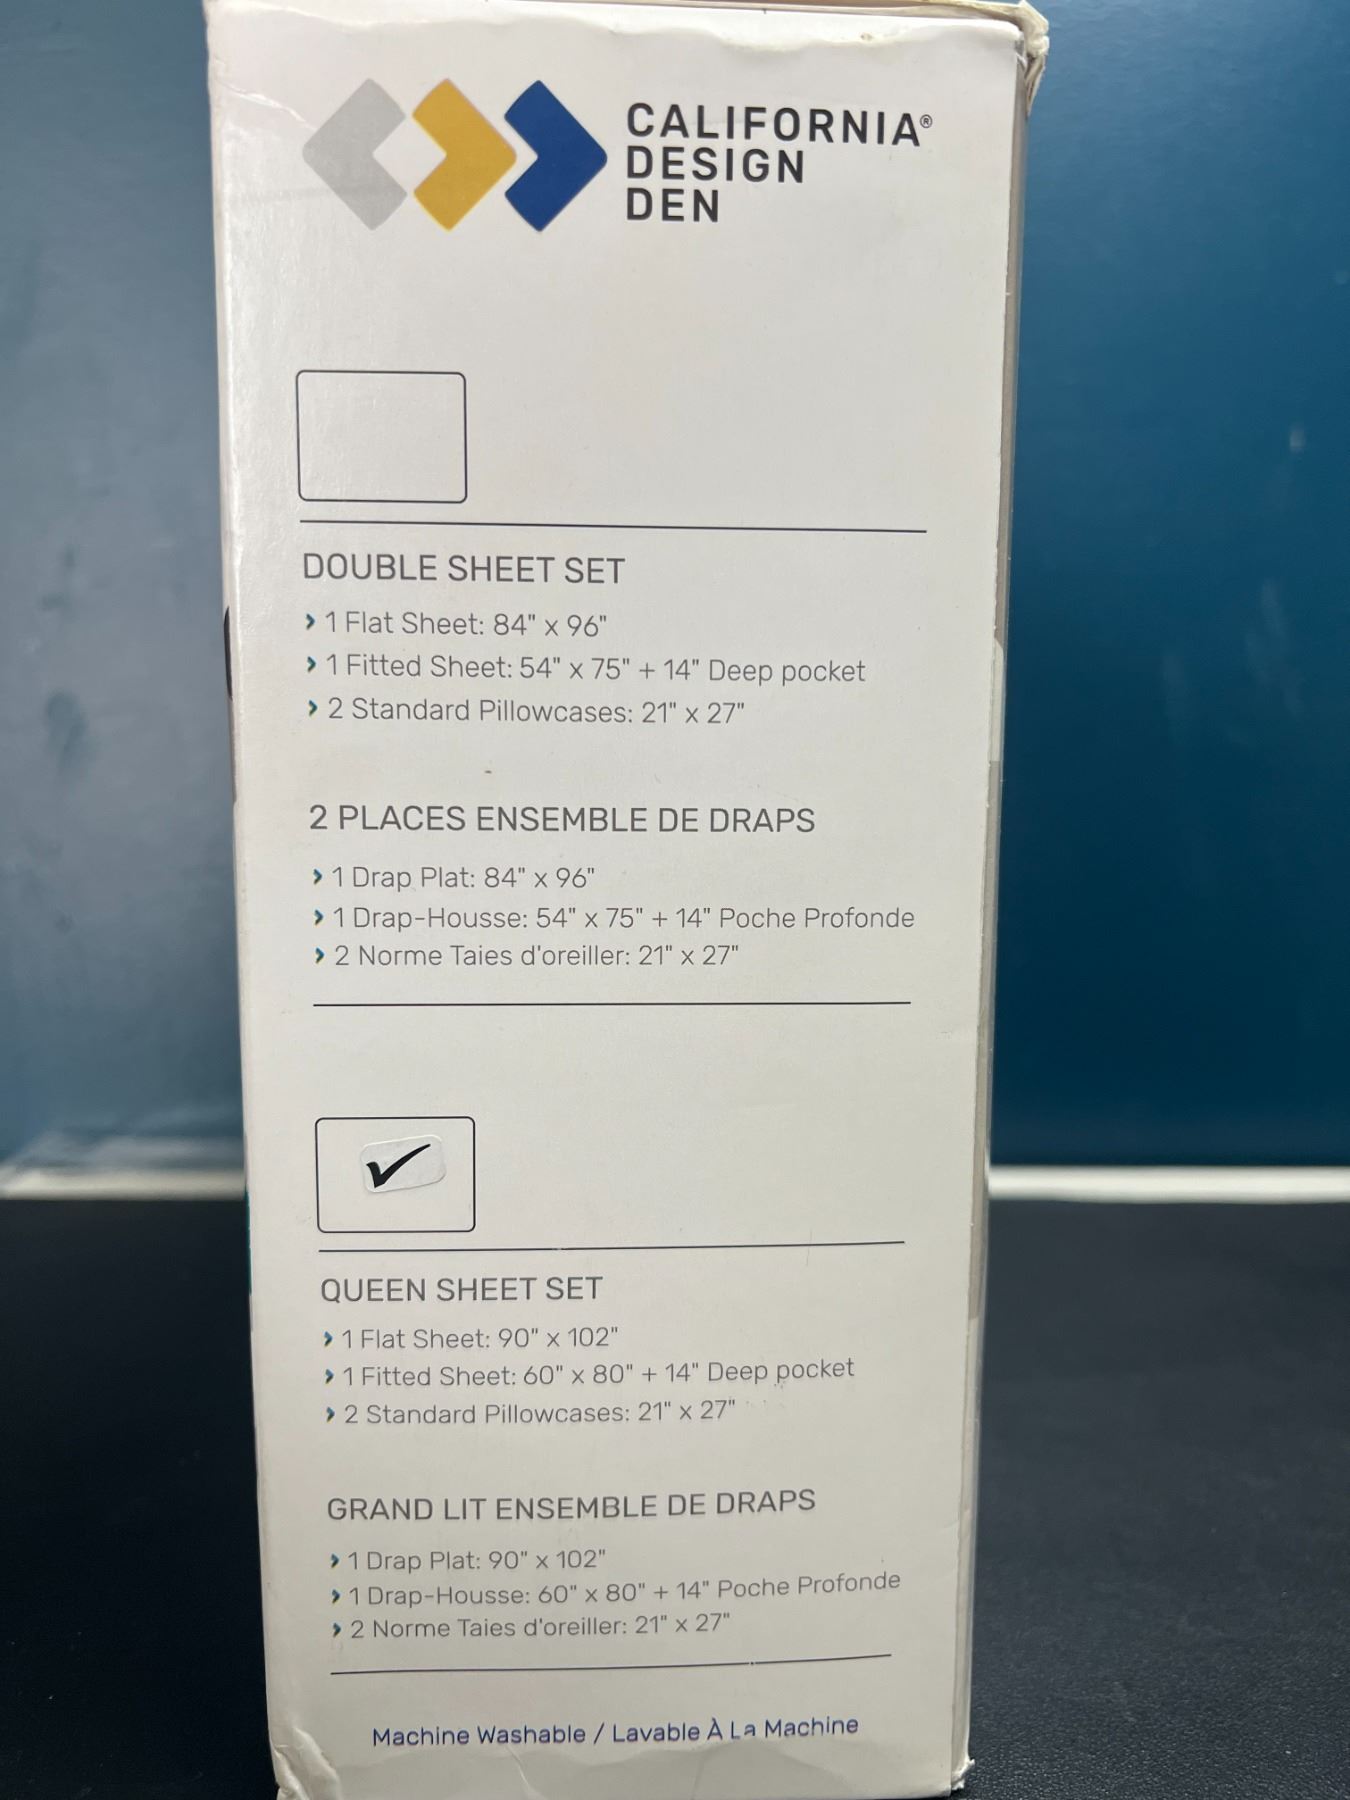 CALIFORNIA®
DESIGN
DEN
DOUBLE SHEET SET
1 Flat Sheet: 84" x 96"
1 Fitted Sheet: 54" x 75" + 14" Deep pocket
2 Standard Pillowcases: 21" x 27"
2 PLACES ENSEMBLE DE DRAPS
1 Drap Plat: 84" x 96"
1 Drap-Housse: 54" x 75" + 14" Poche Profonde
2 Norme Taies d'oreiller: 21" x 27"
QUEEN SHEET SET
1 Flat Sheet: 90" x 102"
1 Fitted Sheet: 60" x 80" + 14" Deep pocket
2 Standard Pillowcases: 21" x 27"
GRAND LIT ENSEMBLE DE DRAPS
1 Drap Plat: 90" x 102"
1 Drap-Housse: 60" x 80" + 14" Poche Profonde
2 Norme Taies d'oreiller: 21" x 27"
Machine Washable / Lavable À La Machine